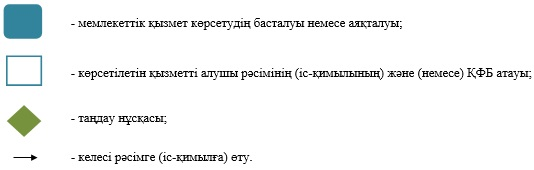 - мемлекеттік қызмет көрсетудің басталуы немесе аяқталуы;
- көрсетілетін қызметті алушы рәсімінің (іс-қимылының) және (немесе) ҚФБ атауы;
- таңдау нұсқасы;
- келесі рәсімге (іс-қимылға) өту.